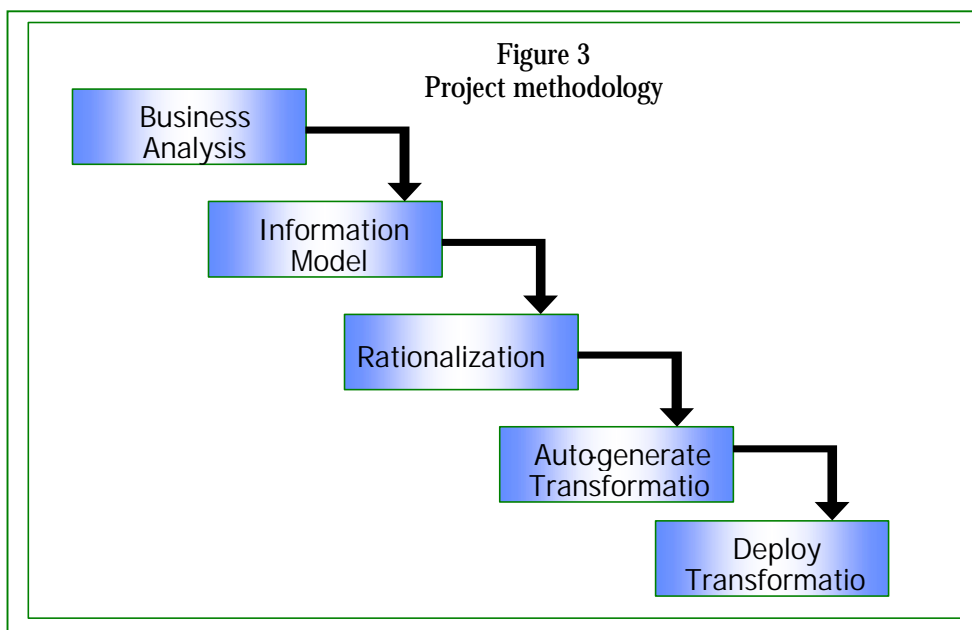 Figure 3
Project methodology
Business
Analysis
Information
Model
Rationalization
Auto-generate
Transformatio
Deploy
Transformatio